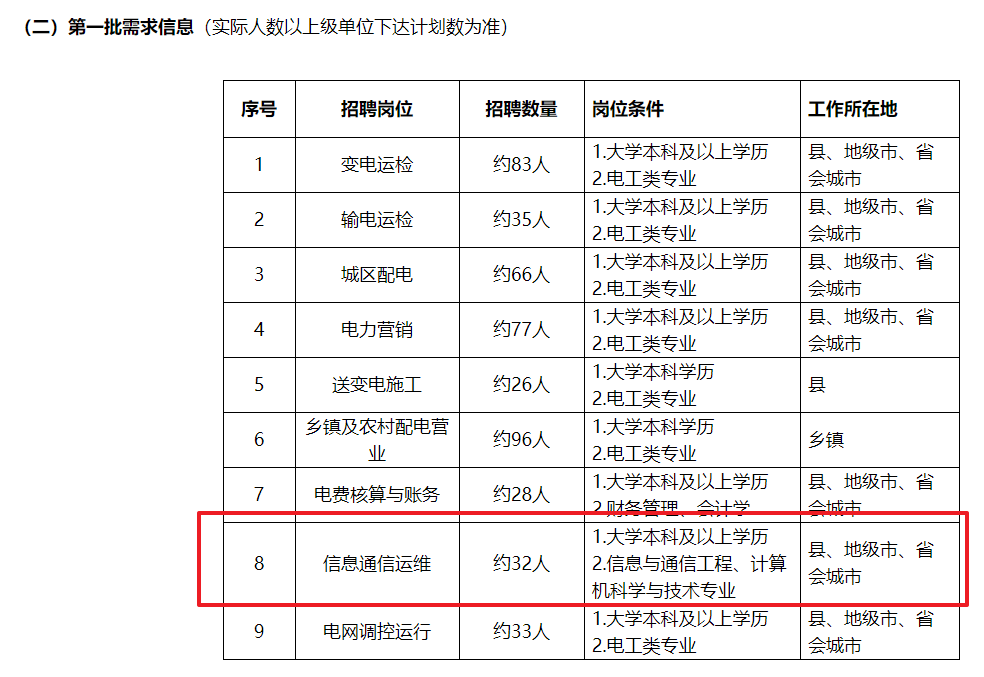 （二）第一批需求信息（实际人数以上级单位下达计划数为准）
序号 招聘岗位 招聘数量 岗位条件 工作所在地
1 变电运检 约83人 1.大学本科及以上学历 县、地级市、省
2.电工类专业 会城市
2 输电运检 约35人 1.大学本科及以上学历 县、地级市、省
2.电工类专业 会城市
3 城区配电 约66人 1.大学本科及以上学历 县、地级市、省
2.电工类专业 会城市
4 电力营销 约77人 1.大学本科及以上学历 县、地级市、省
2.电工类专业 会城市
5 送变电施工 约26人 1.大学本科学历 县
2.电工类专业
6 乡镇及农村配电营 约96人 1.大学本科学历 乡镇
业 2.电工类专业
7 电费核算与账务 约28人 1.大学本科及以上学历 县、地级市、省
2.财务管理、会计学 会城市
8 信息通信运维 约32人 1.大学本科及以上学历 县、地级市、省
2.信息与通信工程、计算 会城市
机科学与技术专业
9 电网调控运行 约33人 1.大学本科及以上学历 县、地级市、省
2.电工类专业 会城市